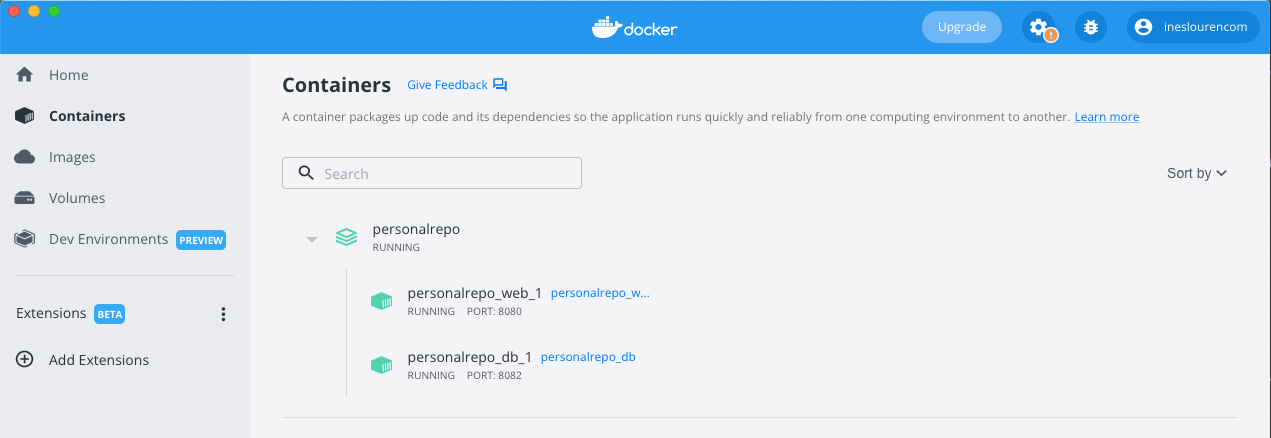 docker
Upgrade
!
ineslourencom
Home
Containers
Images
Volumes
Dev Environments PREVIEW
Extensions BETA
Add Extensions
Containers Give Feedback
A container packages up code and its dependencies so the application runs quickly and reliably from one computing environment to another. Learn more
Search
Sort by
personalrepo
RUNNING
personalrepo_web_1 personalrepo_w...
RUNNING PORT: 8080
personalrepo_db_1 personalrepo_db
RUNNING PORT: 8082